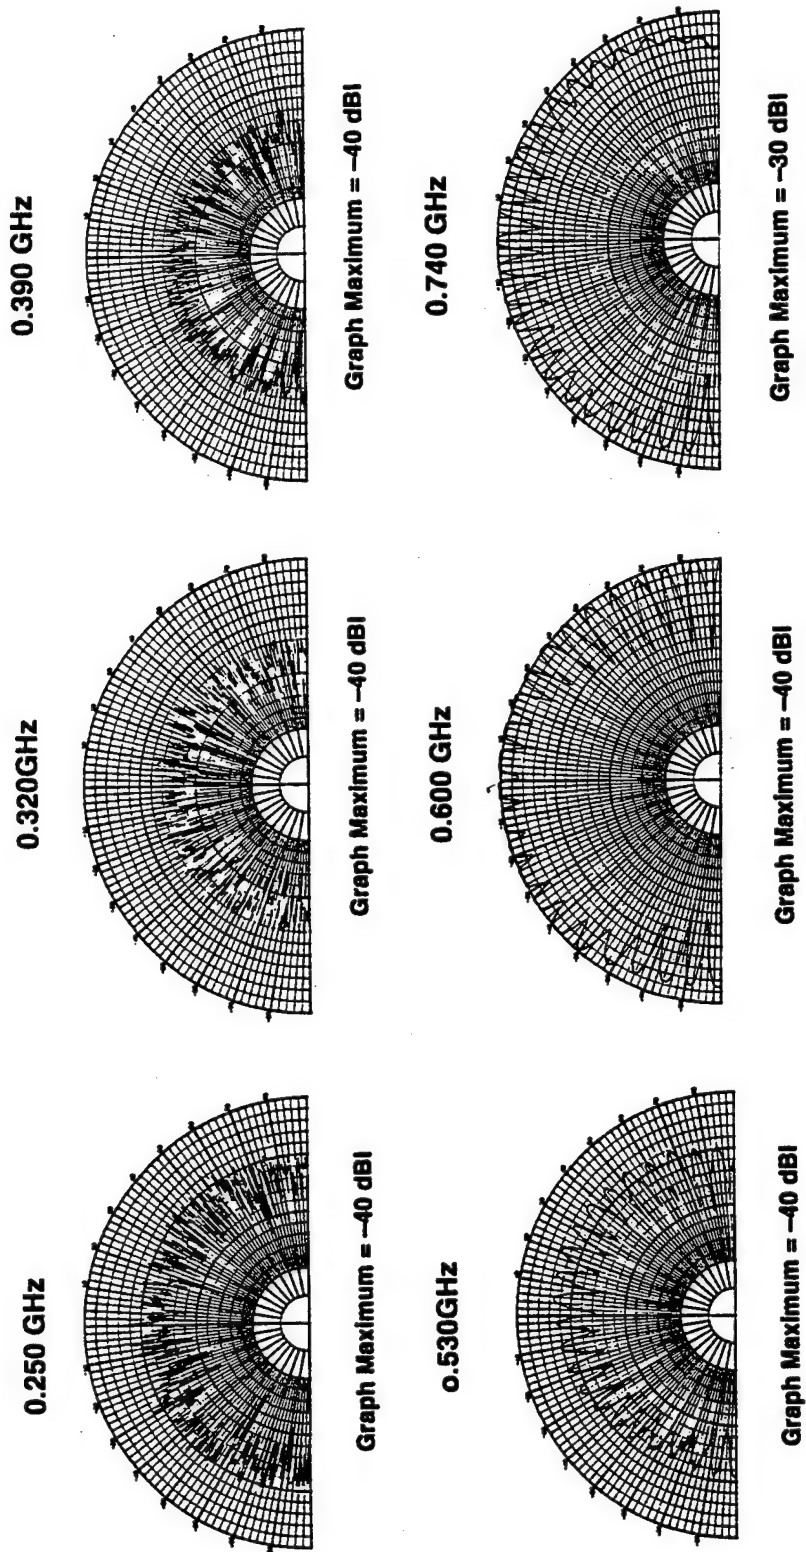 0.250 GHz
0.320GHz
0.390 GHz
Graph Maximum = -40 dBI
Graph Maximum = -40 dBI
Graph Maximum = -40 dBI
o.530GHz
0.600 GHz
0.740 GHz
Graph Maximum = -40 dBI
Graph Maximum = -40 dBI
Graph Maximum = -30 dBI